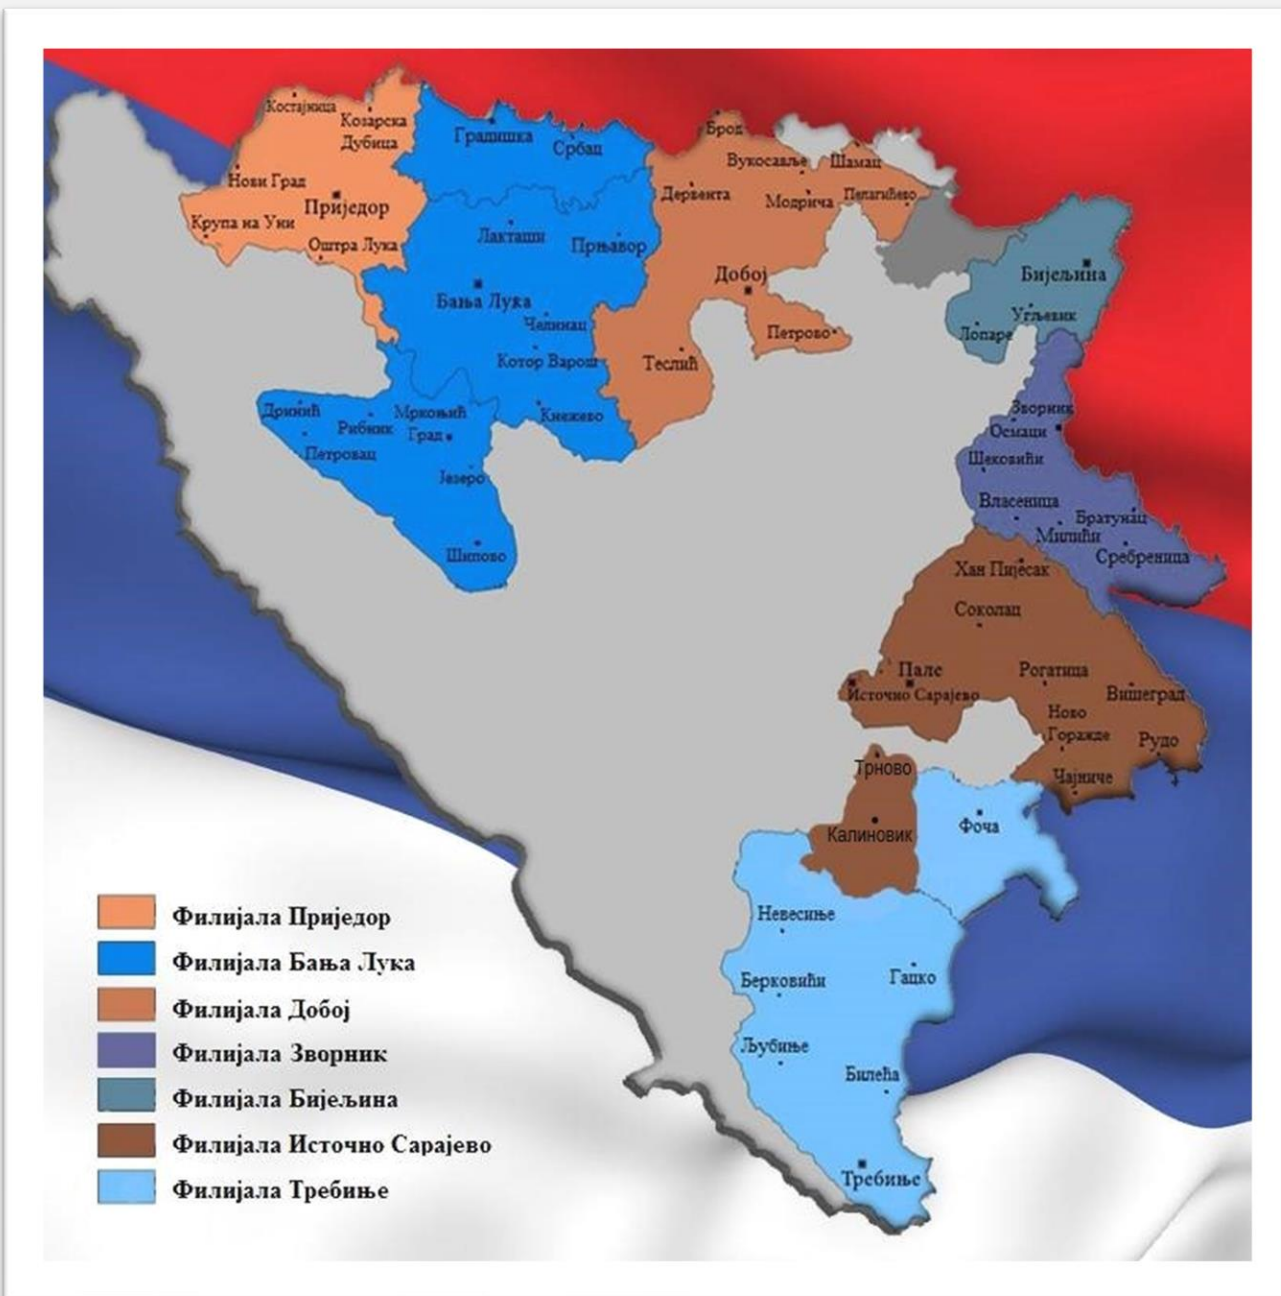 Костајница
Козарска
Дубица
Нови Град
Приједор
Крупа на Уни
Оштра Лука
Градишка
Србац
Лакташи
Прњавор
Бања Лука
Челинац
Котор Варош
Кнежево
Дринић
Рибник
Петровац
Мркоњић
Град
Језеро
Шипово
Брод
Вукосавље
Шамац
Дервента
Модрича
Пелагићево
Добој
Петрово
Теслић
Бијељина
Угљевик
Лопаре
Зворник
Осмаци
Шековићи
Власеница
Братунац
Милићи
Сребреница
Хан Пијесак
Соколац
Пале
Источно Сарајево
Рогатица
Вишеград
Ново
Горажде
Рудо
Чајниче
Трново
Калиновик
Фоча
Невесиње
Берковићи
Гацко
Љубиње
Билећа
Требиње
Филијала Приједор
Филијала Бања Лука
Филијала Добој
Филијала Зворник
Филијала Бијељина
Филијала Источно Сарајево
Филијала Требиње